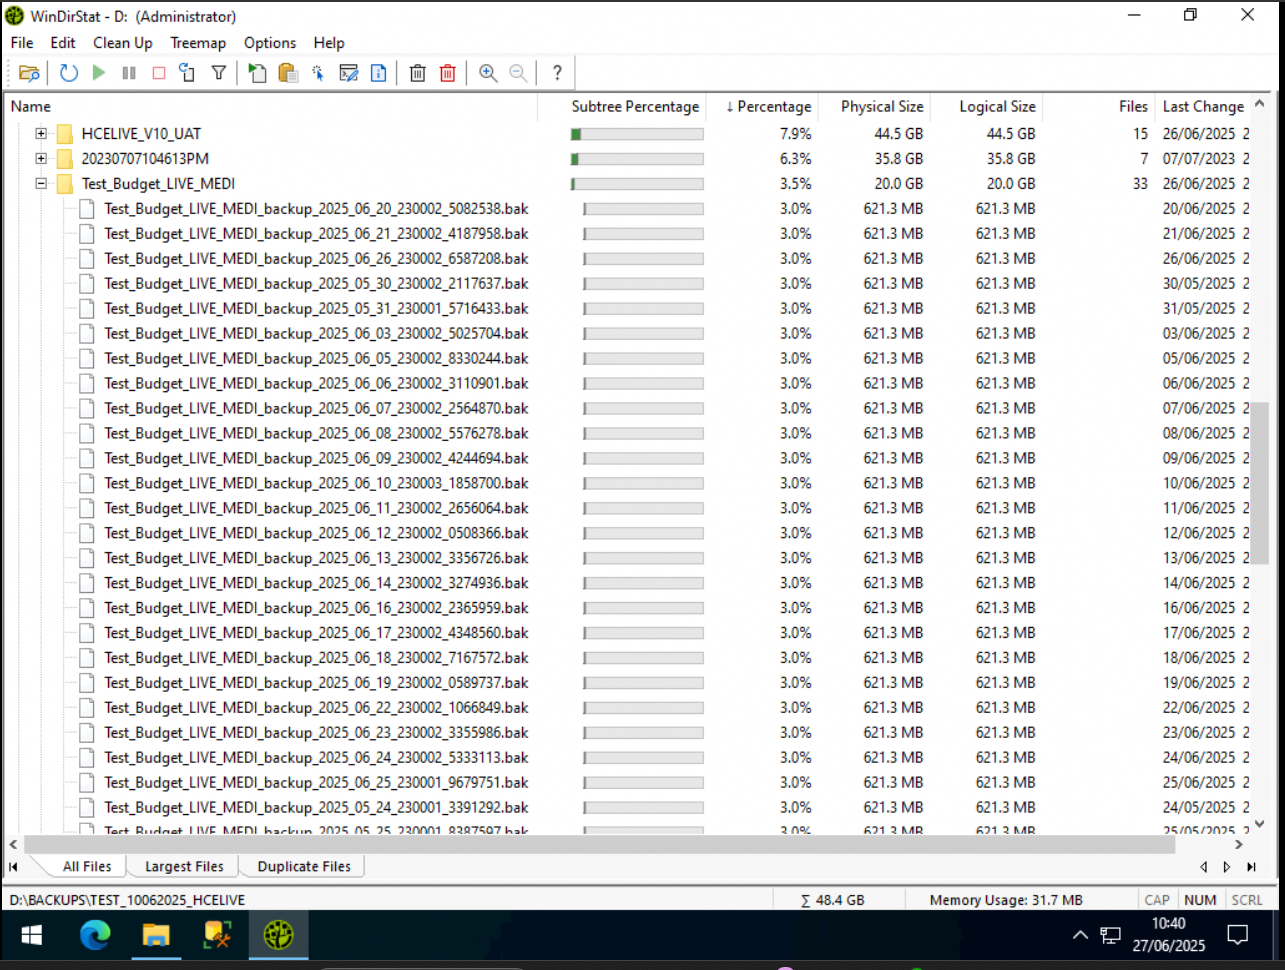 WinDirStat - D: (Administrator)
File Edit Clean Up Treemap Options Help
Name Subtree Percentage ↓ Percentage Physical Size Logical Size Files Last Change
HCELIVE_V10_UAT 7.9% 44.5 GB 44.5 GB 15 26/06/2025 2
20230707104613PM 6.3% 35.8 GB 35.8 GB 7 07/07/2023 2
Test_Budget_LIVE_MEDI 3.5% 20.0 GB 20.0 GB 33 26/06/2025 2
Test_Budget_LIVE_MEDI_backup_2025_06_20_230002_5082538.bak 3.0% 621.3 MB 621.3 MB 20/06/2025 2
Test_Budget_LIVE_MEDI_backup_2025_06_21_230002_4187958.bak 3.0% 621.3 MB 621.3 MB 21/06/2025 2
Test_Budget_LIVE_MEDI_backup_2025_06_26_230002_6587208.bak 3.0% 621.3 MB 621.3 MB 26/06/2025 2
Test_Budget_LIVE_MEDI_backup_2025_05_30_230002_2117637.bak 3.0% 621.3 MB 621.3 MB 30/05/2025 2
Test_Budget_LIVE_MEDI_backup_2025_05_31_230001_5716433.bak 3.0% 621.3 MB 621.3 MB 31/05/2025 2
Test_Budget_LIVE_MEDI_backup_2025_06_03_230002_5025704.bak 3.0% 621.3 MB 621.3 MB 03/06/2025 2
Test_Budget_LIVE_MEDI_backup_2025_06_05_230002_8330244.bak 3.0% 621.3 MB 621.3 MB 05/06/2025 2
Test_Budget_LIVE_MEDI_backup_2025_06_06_230002_3110901.bak 3.0% 621.3 MB 621.3 MB 06/06/2025 2
Test_Budget_LIVE_MEDI_backup_2025_06_07_230002_2564870.bak 3.0% 621.3 MB 621.3 MB 07/06/2025 2
Test_Budget_LIVE_MEDI_backup_2025_06_08_230002_5576278.bak 3.0% 621.3 MB 621.3 MB 08/06/2025 2
Test_Budget_LIVE_MEDI_backup_2025_06_09_230002_4244694.bak 3.0% 621.3 MB 621.3 MB 09/06/2025 2
Test_Budget_LIVE_MEDI_backup_2025_06_10_230003_1858700.bak 3.0% 621.3 MB 621.3 MB 10/06/2025 2
Test_Budget_LIVE_MEDI_backup_2025_06_11_230002_2656064.bak 3.0% 621.3 MB 621.3 MB 11/06/2025 2
Test_Budget_LIVE_MEDI_backup_2025_06_12_230002_0508366.bak 3.0% 621.3 MB 621.3 MB 12/06/2025 2
Test_Budget_LIVE_MEDI_backup_2025_06_13_230002_3356726.bak 3.0% 621.3 MB 621.3 MB 13/06/2025 2
Test_Budget_LIVE_MEDI_backup_2025_06_14_230002_3274936.bak 3.0% 621.3 MB 621.3 MB 14/06/2025 2
Test_Budget_LIVE_MEDI_backup_2025_06_16_230002_2365959.bak 3.0% 621.3 MB 621.3 MB 16/06/2025 2
Test_Budget_LIVE_MEDI_backup_2025_06_17_230002_4348560.bak 3.0% 621.3 MB 621.3 MB 17/06/2025 2
Test_Budget_LIVE_MEDI_backup_2025_06_18_230002_7167572.bak 3.0% 621.3 MB 621.3 MB 18/06/2025 2
Test_Budget_LIVE_MEDI_backup_2025_06_19_230002_0589737.bak 3.0% 621.3 MB 621.3 MB 19/06/2025 2
Test_Budget_LIVE_MEDI_backup_2025_06_22_230002_1066849.bak 3.0% 621.3 MB 621.3 MB 22/06/2025 2
Test_Budget_LIVE_MEDI_backup_2025_06_23_230002_3355986.bak 3.0% 621.3 MB 621.3 MB 23/06/2025 2
Test_Budget_LIVE_MEDI_backup_2025_06_24_230002_5333113.bak 3.0% 621.3 MB 621.3 MB 24/06/2025 2
Test_Budget_LIVE_MEDI_backup_2025_06_25_230001_9679751.bak 3.0% 621.3 MB 621.3 MB 25/06/2025 2
Test_Budget_LIVE_MEDI_backup_2025_05_24_230001_3391292.bak 3.0% 621.3 MB 621.3 MB 24/05/2025 2
Test_Budget_LIVE_MEDI_backup_2025_05_25_230001_8387597.bak 3.0% 621.3 MB 621.3 MB 25/05/2025 2
All Files Largest Files Duplicate Files
D:\BACKUPS\TEST_10062025_HCELIVE ∑ 48.4 GB Memory Usage: 31.7 MB CAP NUM SCRL
10:40
27/06/2025